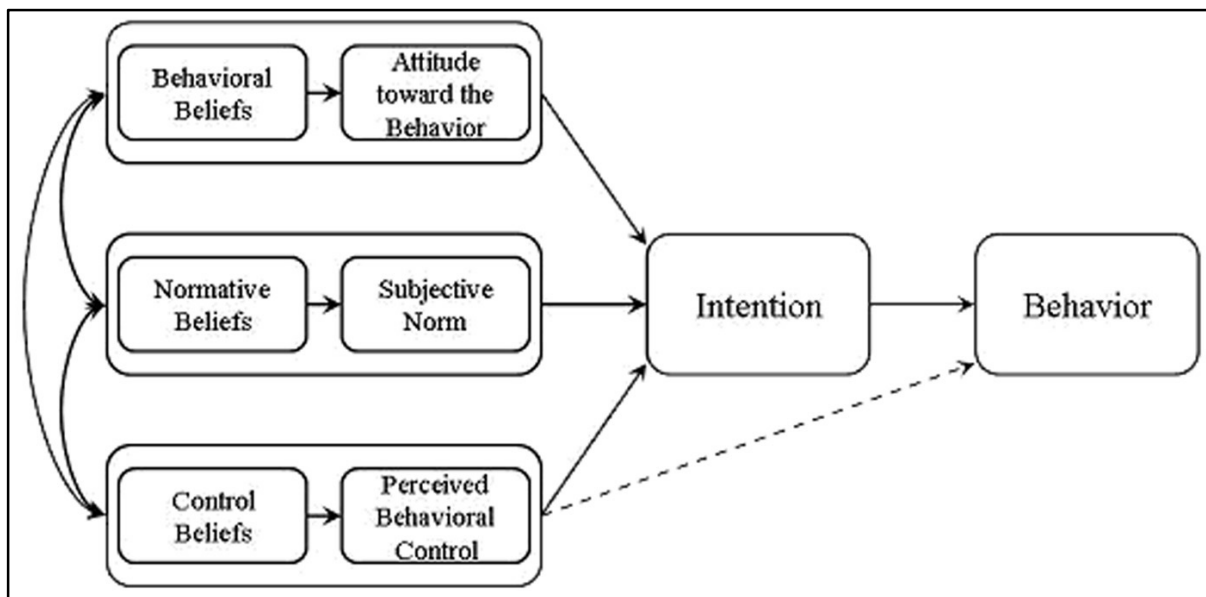 Behavioral
Beliefs
Attitude
toward the
Behavior
Normative
Beliefs
Subjective
Norm
Intention
Behavior
Control
Beliefs
Perceived
Behavioral
Control